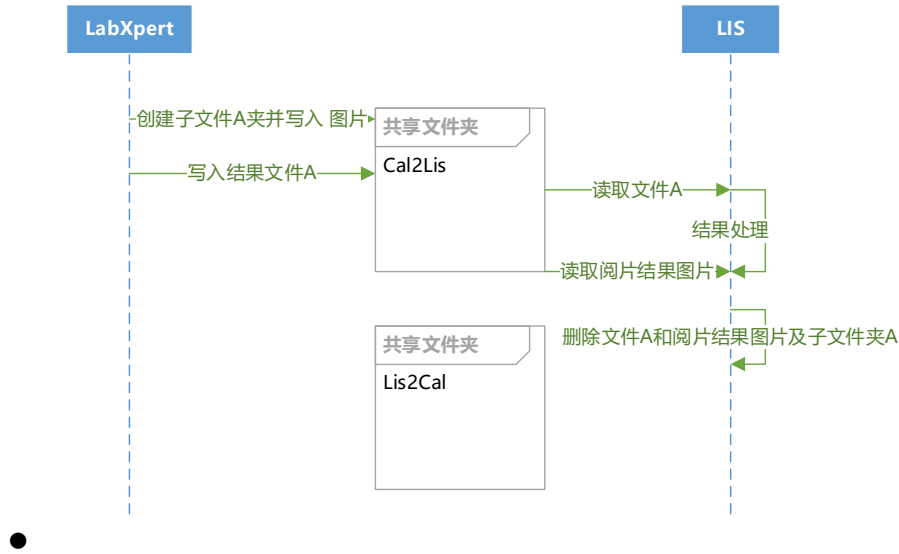 LabXpert
LIS
创建子文件A夹并写入 图片
共享文件夹
Cal2Lis
写入结果文件A
读取文件A
结果处理
读取阅片结果图片
删除文件A和阅片结果图片及子文件夹A
共享文件夹
Lis2Cal